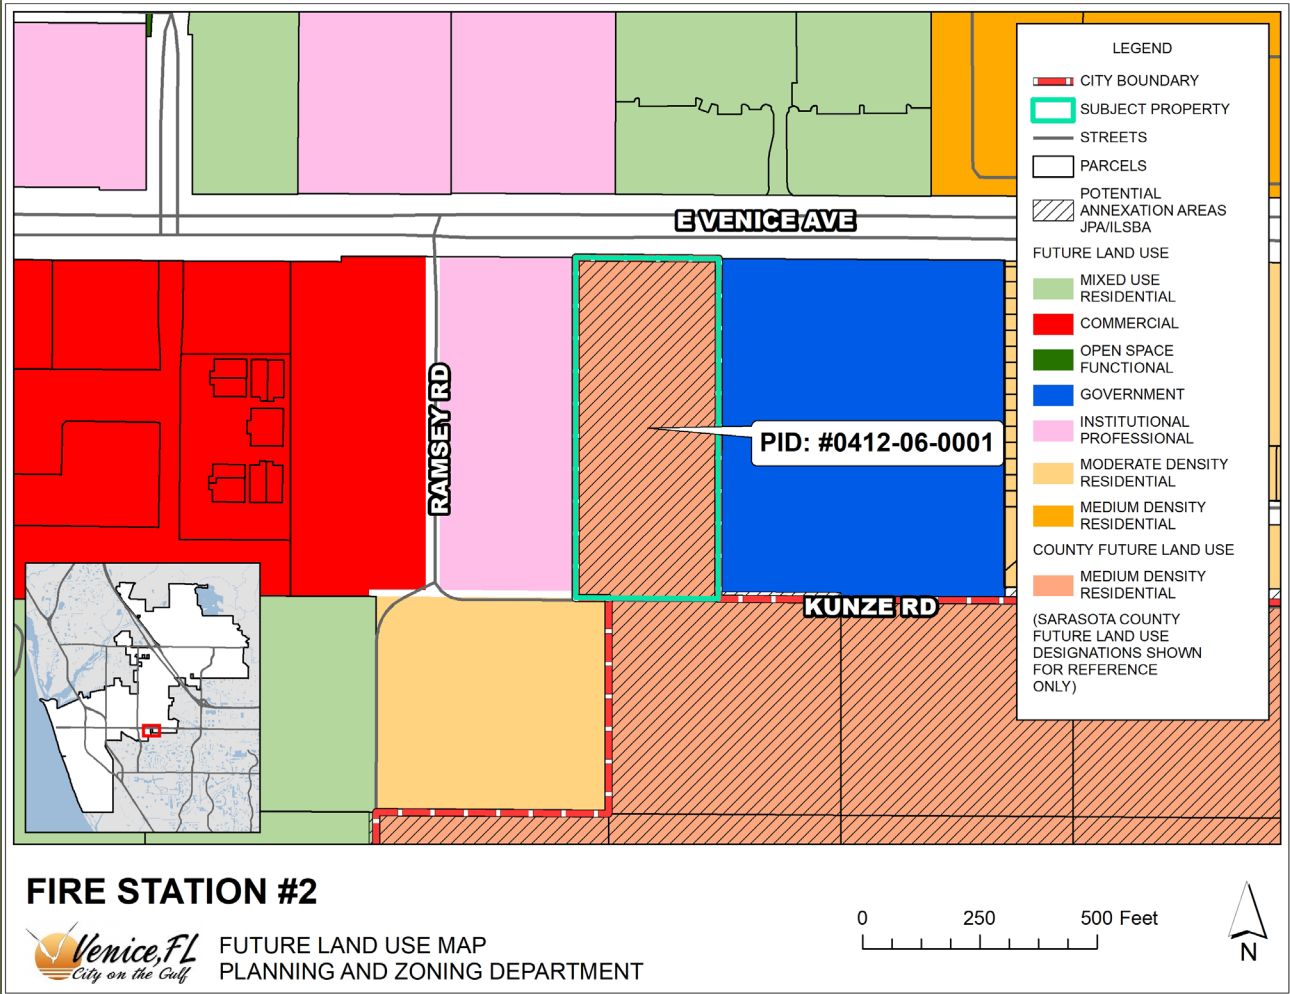 LEGEND
CITY BOUNDARY
SUBJECT PROPERTY
STREETS
PARCELS
POTENTIAL
ANNEXATION AREAS
JPA/ILSBA
FUTURE LAND USE
MIXED USE
RESIDENTIAL
COMMERCIAL
OPEN SPACE
FUNCTIONAL
GOVERNMENT
INSTITUTIONAL
PROFESSIONAL
MODERATE DENSITY
RESIDENTIAL
MEDIUM DENSITY
RESIDENTIAL
COUNTY FUTURE LAND USE
MEDIUM DENSITY
RESIDENTIAL
(SARASOTA COUNTY
FUTURE LAND USE
DESIGNATIONS SHOWN
FOR REFERENCE
ONLY)
E VENICE AVE
RAMSEY RD
PID: #0412-06-0001
KUNZE RD
FIRE STATION #2
Venice, FL
City on the Gulf
FUTURE LAND USE MAP
PLANNING AND ZONING DEPARTMENT
0 250 500 Feet
N